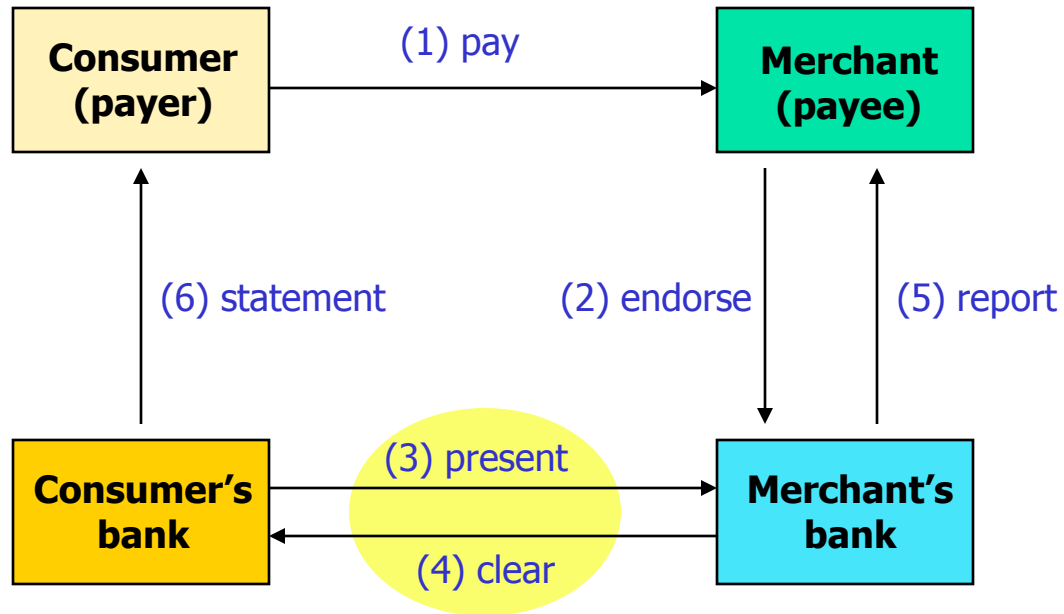 Consumer
(payer)
(1) pay
Merchant
(payee)
(6) statement
(2) endorse
(5) report
Consumer’s
bank
(3) present
(4) clear
Merchant’s
bank